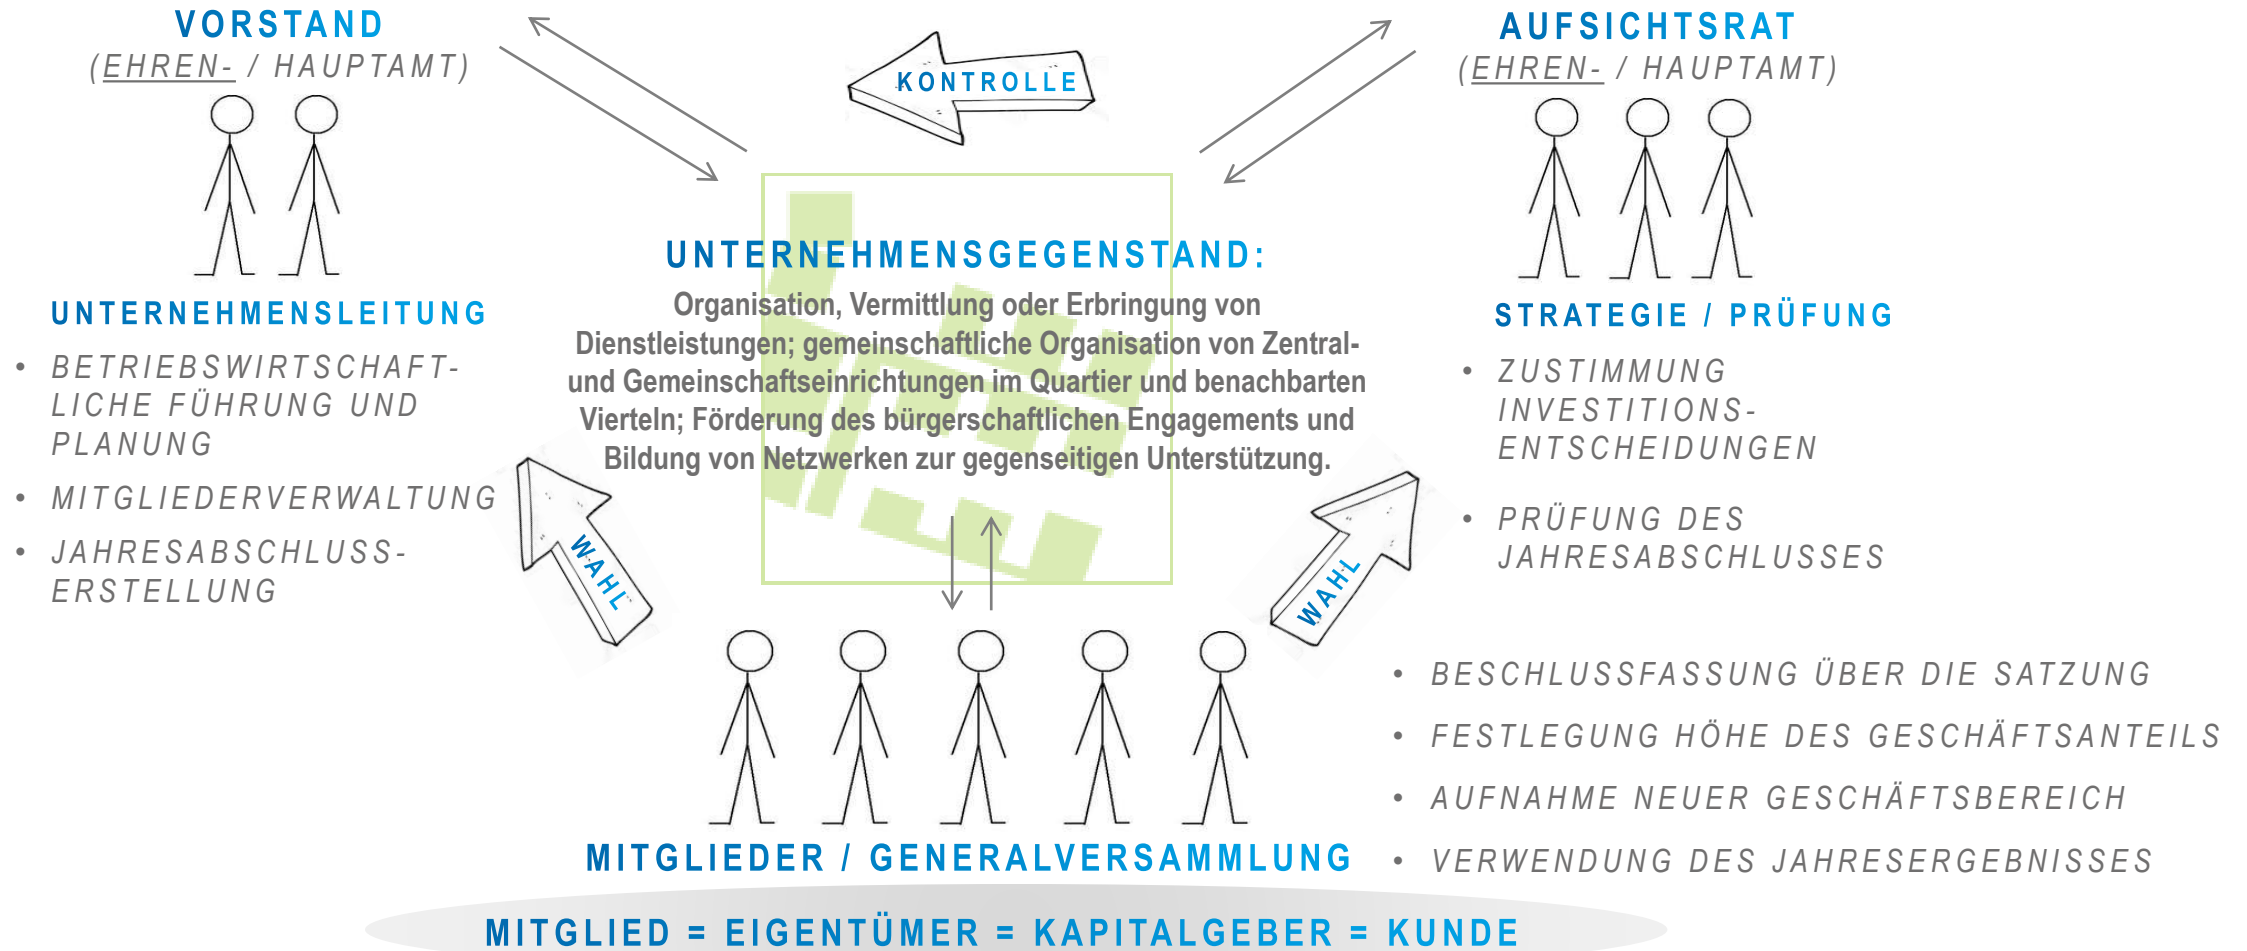 VORSTAND
(EHREN- / HAUPTAMT)
UNTERNEHMENSLEITUNG
• BETRIEBSWIRTSCHAFT-
LICHE FÜHRUNG UND
PLANUNG
• MITGLIEDERVERWALTUNG
• JAHRESABSCHLUSS-
ERSTELLUNG
KONTROLLE
AUFSICHTSRAT
(EHREN- / HAUPTAMT)
STRATEGIE / PRÜFUNG
• ZUSTIMMUNG
INVESTITIONS-
ENTSCHEIDUNGEN
• PRÜFUNG DES
JAHRESABSCHLUSSES
UNTERNEHMENSGEGENSTAND:
Organisation, Vermittlung oder Erbringung von
Dienstleistungen; gemeinschaftliche Organisation von Zentral-
und Gemeinschaftseinrichtungen im Quartier und benachbarten
Vierteln; Förderung des bürgerschaftlichen Engagements und
Bildung von Netzwerken zur gegenseitigen Unterstützung.
WAHL
WAHL
MITGLIEDER / GENERALVERSAMMLUNG
• BESCHLUSSFASSUNG ÜBER DIE SATZUNG
• FESTLEGUNG HÖHE DES GESCHÄFTSANTEILS
• AUFNAHME NEUER GESCHÄFTSBEREICH
• VERWENDUNG DES JAHRESERGEBNISSES
MITGLIED = EIGENTÜMER = KAPITALGEBER = KUNDE